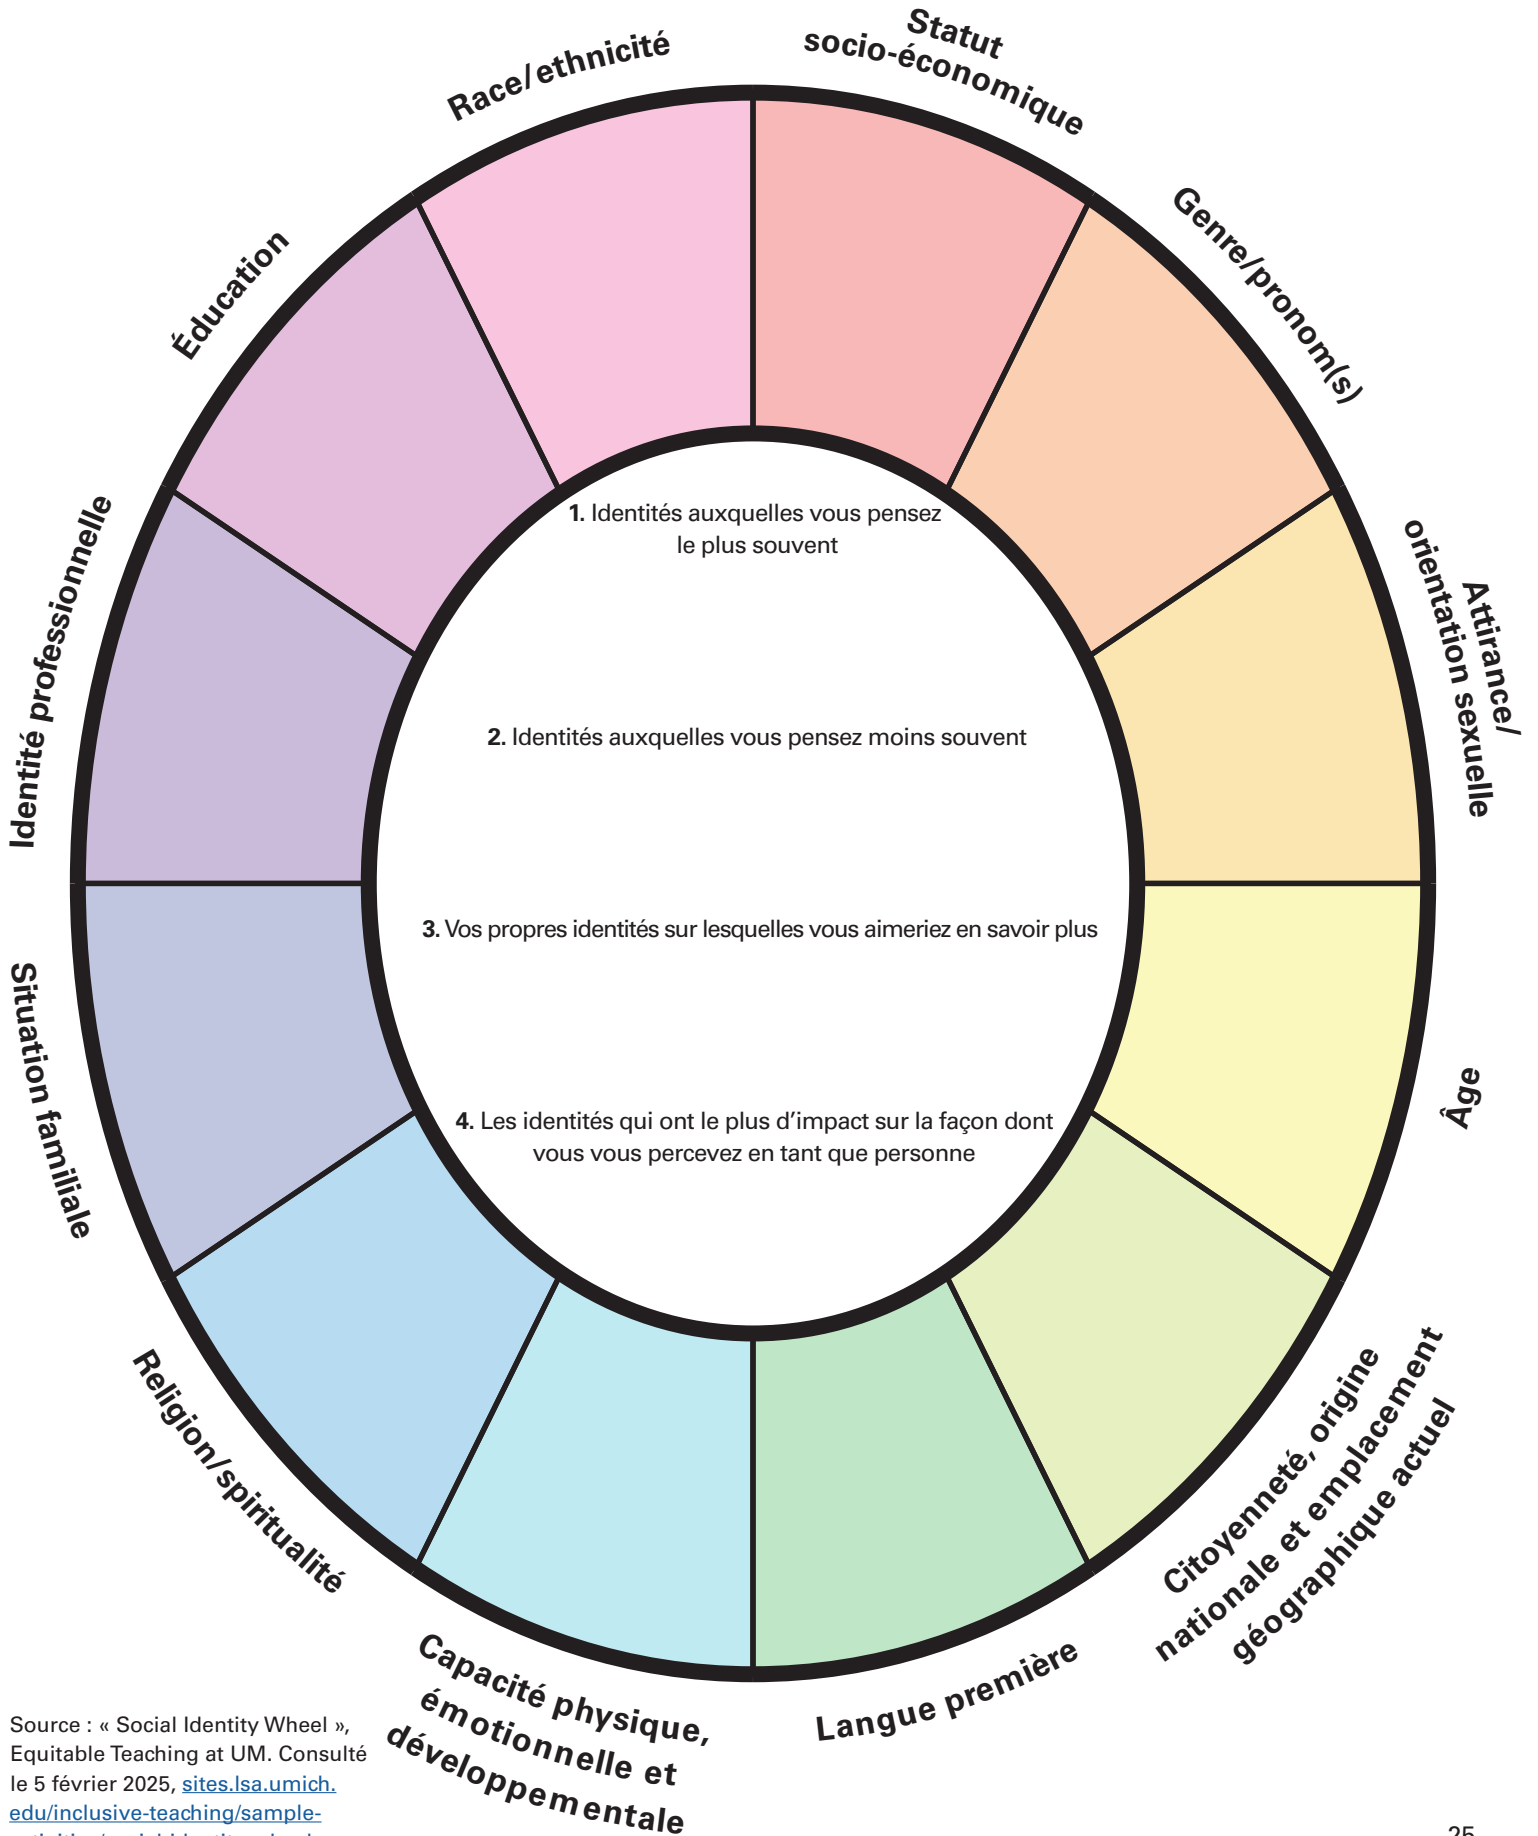 Statut
socio-économique
Genre/pronom(s)
Attirance/
orientation sexuelle
Âge
Citoyenneté, origine
nationale et emplacement
géographique actuel
Langue première
Capacité physique,
émotionnelle et
développementale
Religion/spiritualité
Situation familiale
Identité professionnelle
Éducation
Race/ethnicité
1. Identités auxquelles vous pensez
le plus souvent
2. Identités auxquelles vous pensez moins souvent
3. Vos propres identités sur lesquelles vous aimeriez en savoir plus
4. Les identités qui ont le plus d’impact sur la façon dont
vous vous percevez en tant que personne
Source : « Social Identity Wheel »,
Equitable Teaching at UM. Consulté
le 5 février 2025, sites.lsa.umich.
edu/inclusive-teaching/sample-
25